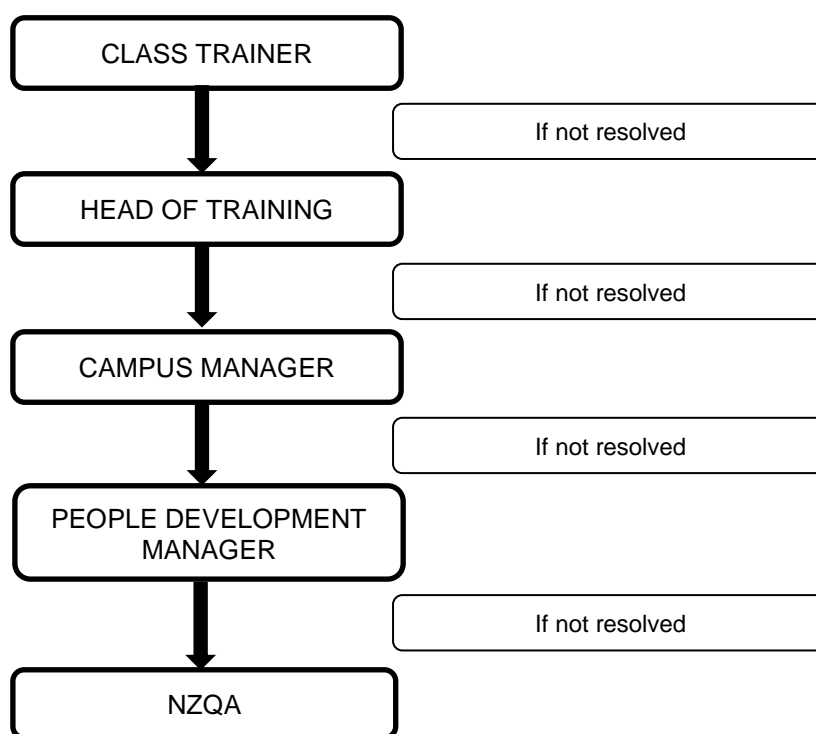 CLASS TRAINER
If not resolved
HEAD OF TRAINING
If not resolved
CAMPUS MANAGER
If not resolved
PEOPLE DEVELOPMENT
MANAGER
If not resolved
NZQA